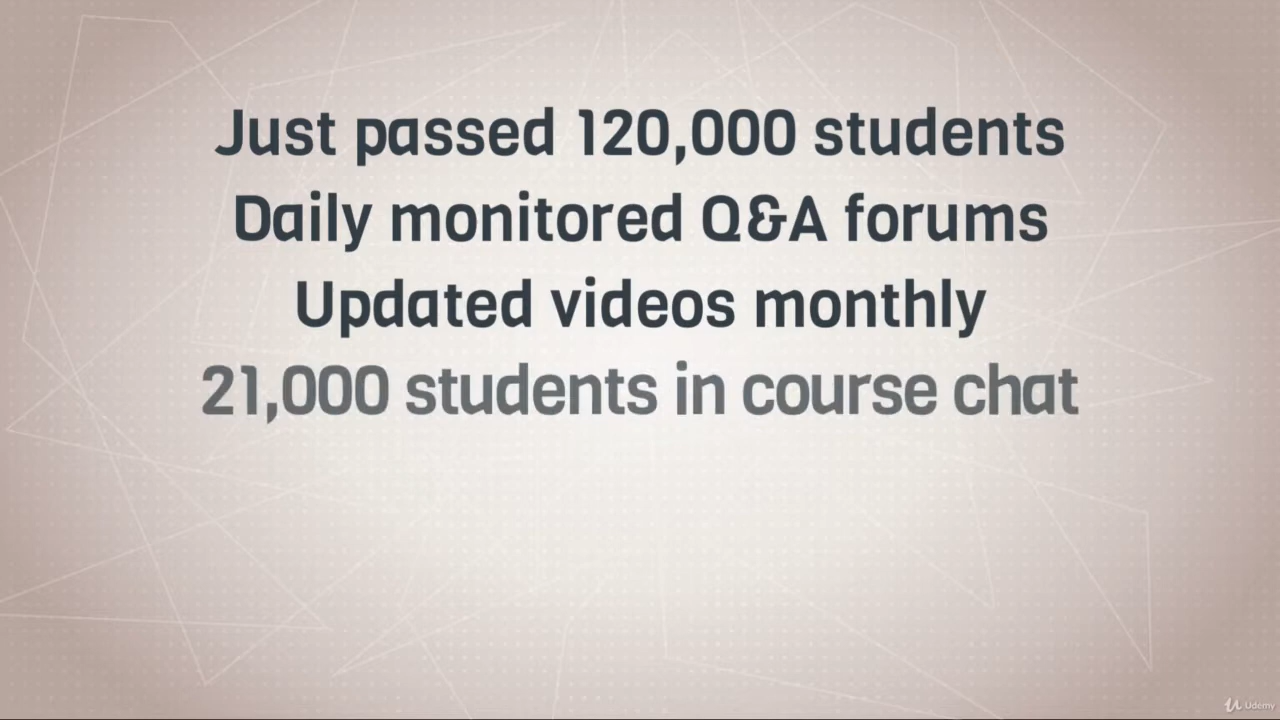 Just passed 120,000 students
Daily monitored Q&A forums
Updated videos monthly
21,000 students in course chat
Udemy